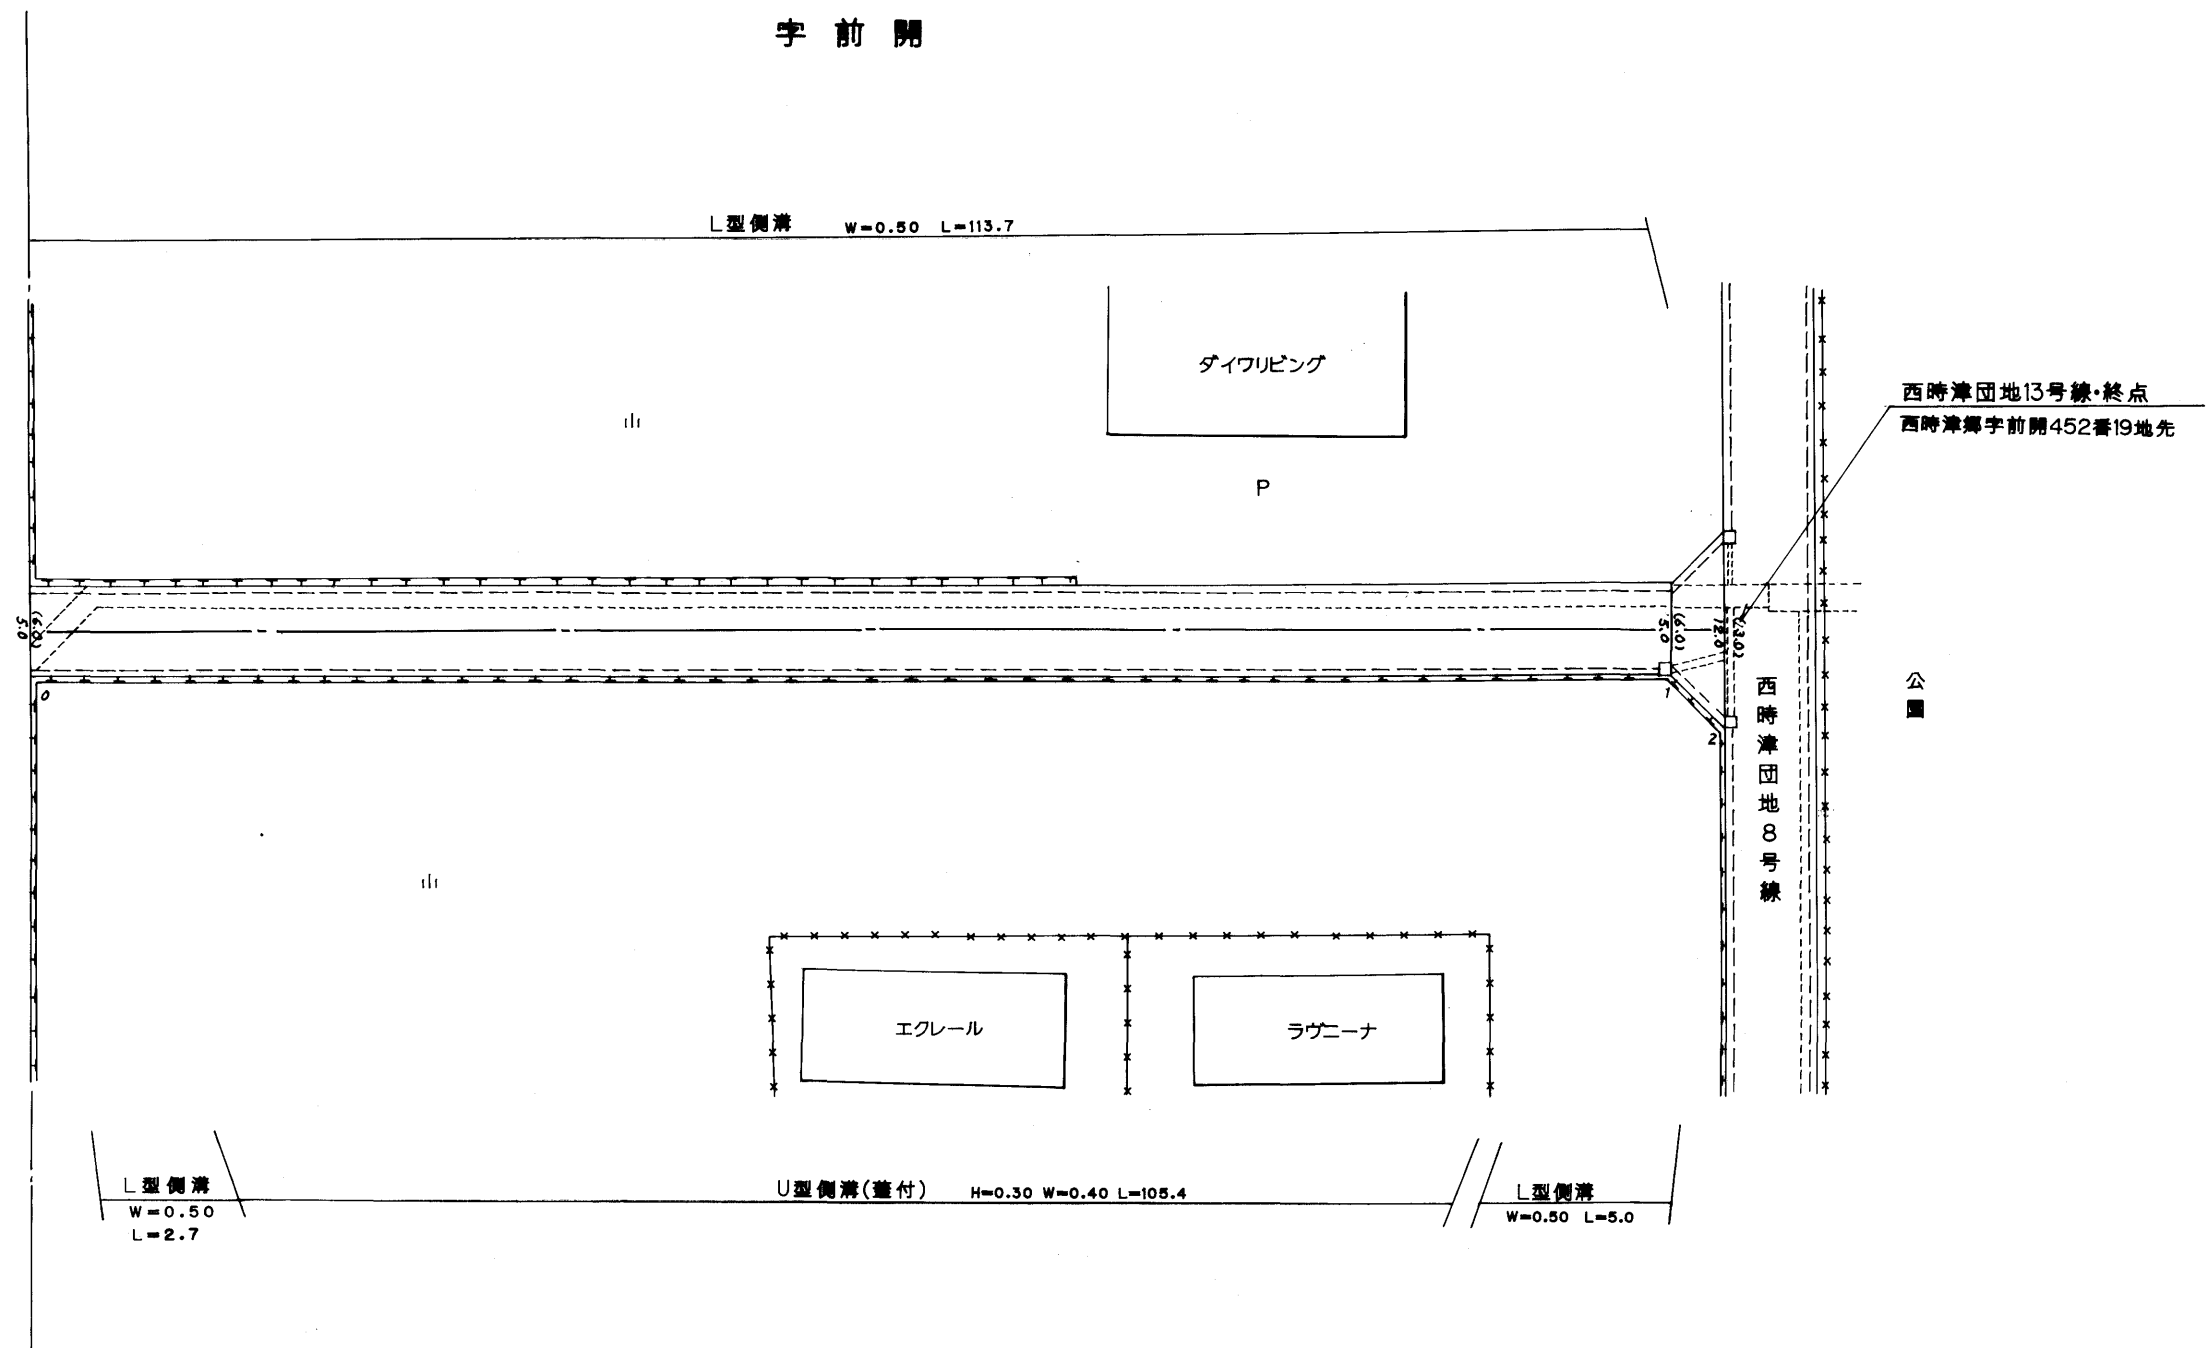 字前開
L型側溝 W=0.50 L=113.7
ダイワリビング
P
西時津団地13号線・終点
西時津郷字前開452番19地先
(6.0)
5.0
(6.0)
5.0
(13.0)
12.0
0
1
2
西時津団地8号線
公園
エクレール
ラヴニーナ
L型側溝
W=0.50
L=2.7
U型側溝(蓋付) H=0.30 W=0.40 L=105.4
L型側溝
W=0.50 L=5.0